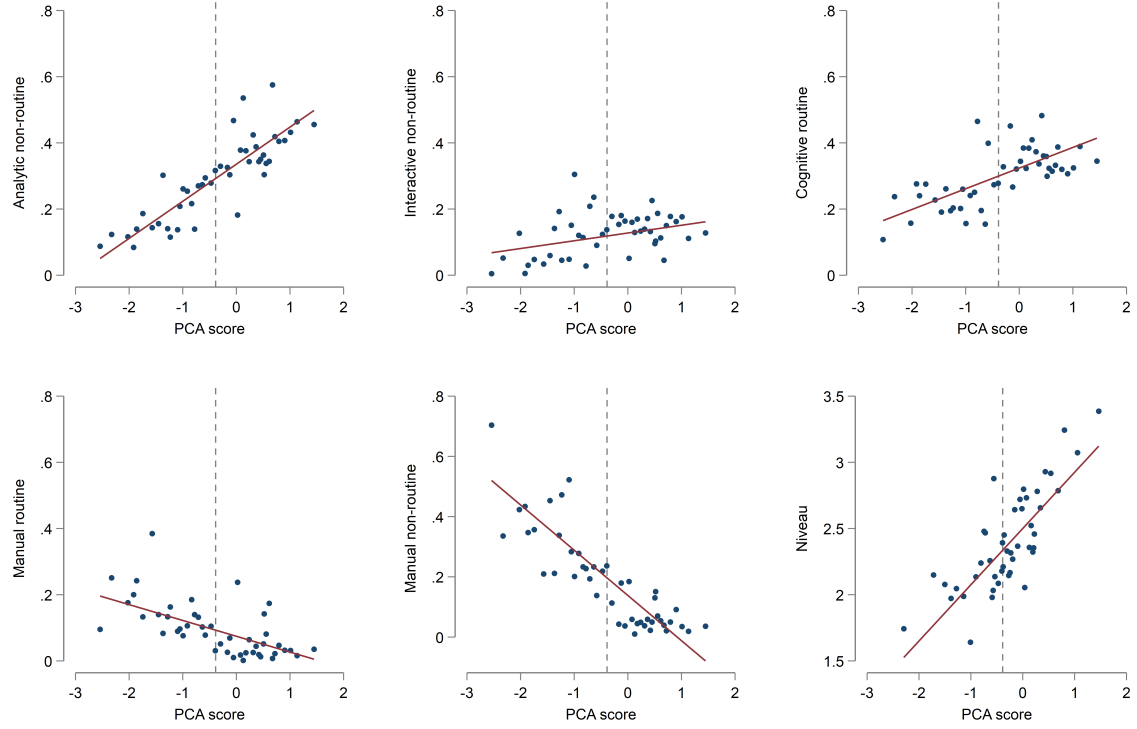 Analytic non-routine
.8
.6
.4
.2
0
-3 -2 -1 0 1 2
PCA score
Interactive non-routine
.8
.6
.4
.2
0
-3 -2 -1 0 1 2
PCA score
Cognitive routine
.8
.6
.4
.2
0
-3 -2 -1 0 1 2
PCA score
Manual routine
.8
.6
.4
.2
0
-3 -2 -1 0 1 2
PCA score
Manual non-routine
.8
.6
.4
.2
0
-3 -2 -1 0 1 2
PCA score
Niveau
3.5
3
2.5
2
1.5
-3 -2 -1 0 1 2
PCA score